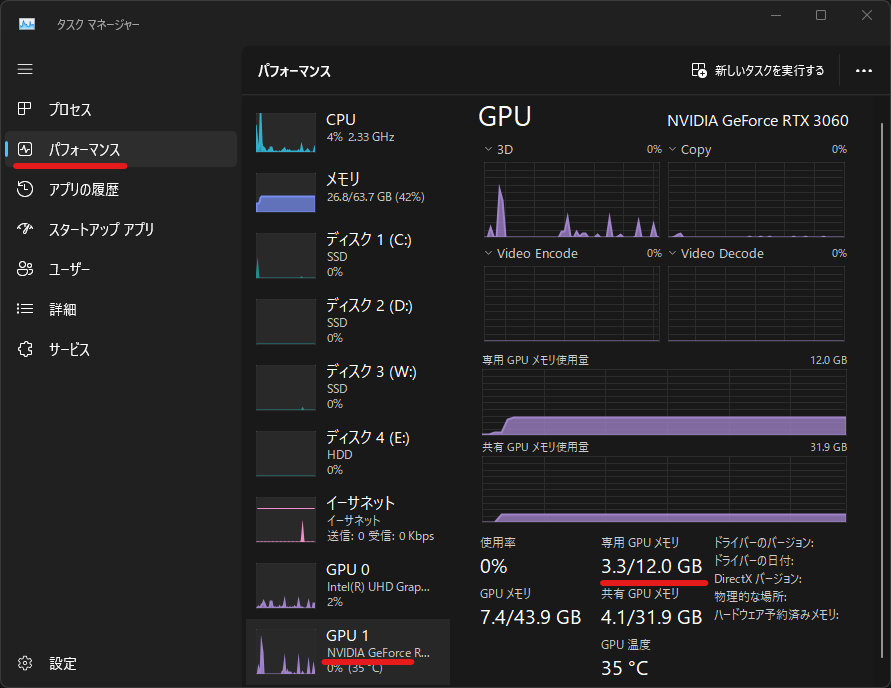 タスク マネージャー
パフォーマンス
新しいタスクを実行する
プロセス
パフォーマンス
アプリの履歴
スタートアップ アプリ
ユーザー
詳細
サービス
設定
CPU
4% 2.33 GHz
メモリ
26.8/63.7 GB (42%)
ディスク 1 (C:)
SSD
0%
ディスク 2 (D:)
SSD
0%
ディスク 3 (W:)
SSD
0%
ディスク 4 (E:)
HDD
0%
イーサネット
イーサネット
送信: 0 受信: 0 Kbps
GPU 0
Intel(R) UHD Grap...
2%
GPU 1
NVIDIA GeForce R...
0% (35 °C)
GPU
NVIDIA GeForce RTX 3060
3D 0%
Copy 0%
Video Encode 0%
Video Decode 0%
専用 GPU メモリ使用量 12.0 GB
共有 GPU メモリ使用量 31.9 GB
使用率
0%
専用 GPU メモリ
3.3/12.0 GB
GPU メモリ
7.4/43.9 GB
共有 GPU メモリ
4.1/31.9 GB
GPU 温度
35 °C
ドライバーのバージョン:
ドライバーの日付:
DirectX バージョン:
物理的な場所:
ハードウェア予約済みメモリ: